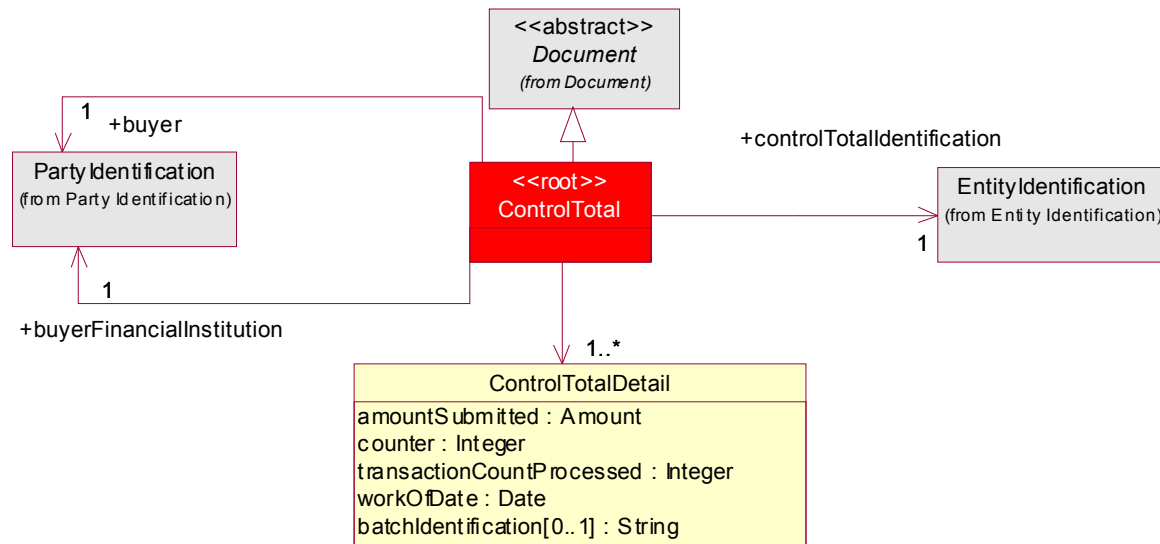 <<abstract>>
Document
(from Document)
1
+buyer
+controlTotalIdentification
PartyIdentification
(from Party Identification)
<<root>>
ControlTotal
EntityIdentification
(from Entity Identification)
1
1
+buyerFinancialInstitution
1..*
ControlTotalDetail
amountSubmitted : Amount
counter : Integer
transactionCountProcessed : Integer
workOfDate : Date
batchIdentification[0..1] : String